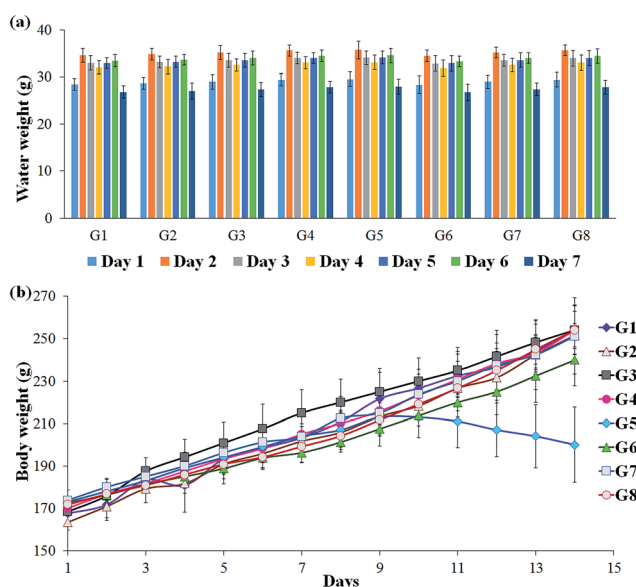 (a)
40
30
20
10
0
Water weight (g)
G1 G2 G3 G4 G5 G6 G7 G8
Day 1 Day 2 Day 3 Day 4 Day 5 Day 6 Day 7
(b)
270
250
230
210
190
170
150
Body weight (g)
G1
G2
G3
G4
G5
G6
G7
G8
1 3 5 7 9 11 13 15
Days